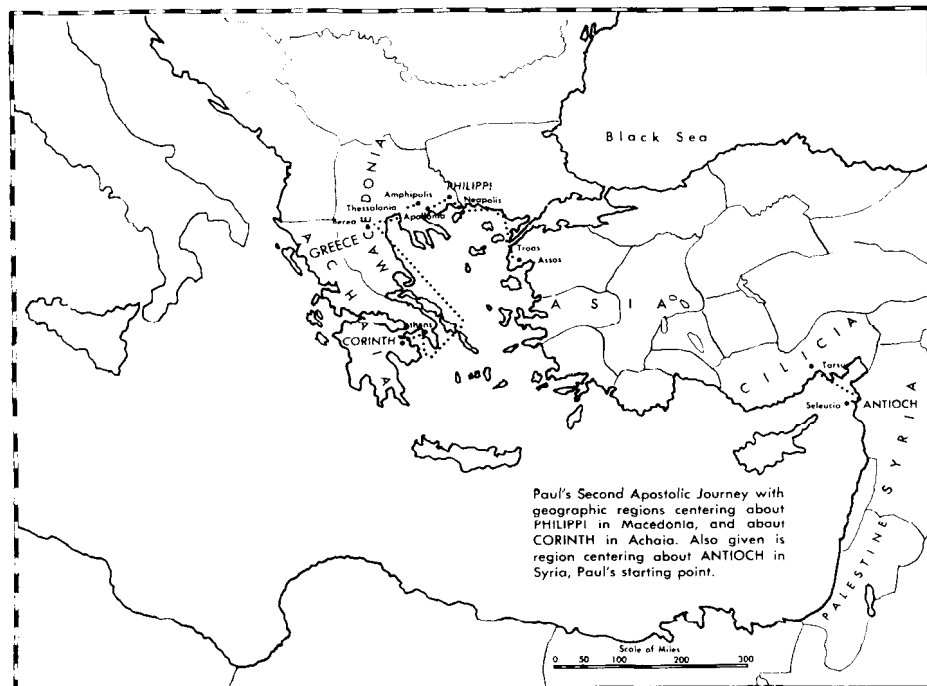 Black Sea
MACEDONIA
PHILIPPI
Amphipolis
Neapolis
Thessalonia
Apollonia
Berea
GREECE
ACHAIA
Troas
Assos
ASIA
Athens
CORINTH
CILICIA
Tarsu
Seleucia
ANTIOCH
SYRIA
PALESTINE
Paul's Second Apostolic Journey with
geographic regions centering about
PHILIPPI in Macedonia, and about
CORINTH in Achaia. Also given is
region centering about ANTIOCH in
Syria, Paul's starting point.
Scale of Miles
0 50 100 200 300